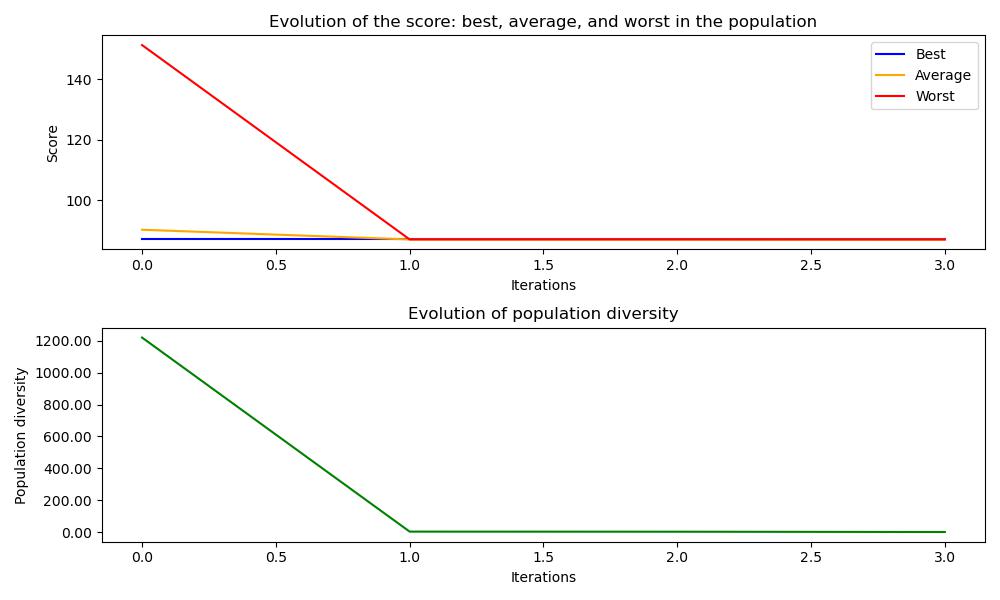 Evolution of the score: best, average, and worst in the population
Best
Average
Worst
140
120
100
Score
0.0 0.5 1.0 1.5 2.0 2.5 3.0
Iterations
Evolution of population diversity
1200.00
1000.00
800.00
600.00
400.00
200.00
0.00
Population diversity
0.0 0.5 1.0 1.5 2.0 2.5 3.0
Iterations